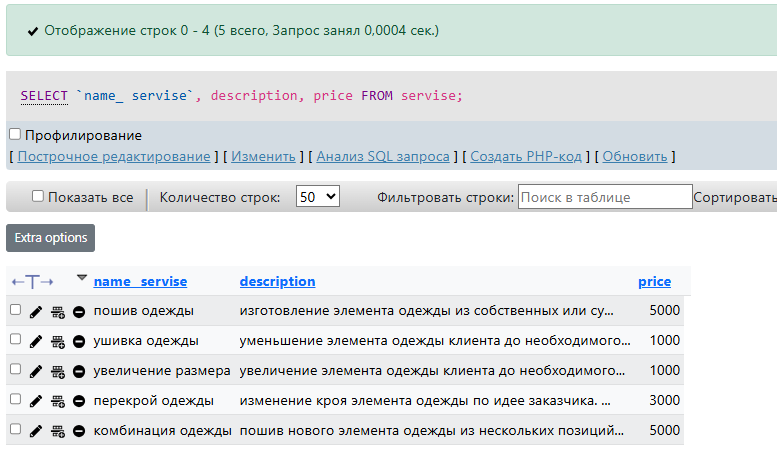 Отображение строк 0 - 4 (5 всего, Запрос занял 0,0004 сек.)
SELECT `name_ servise`, description, price FROM servise;
Профилирование
[ Построчное редактирование ] [ Изменить ] [ Анализ SQL запроса ] [ Создать PHP-код ] [ Обновить ]
Показать все Количество строк: 50 Фильтровать строки: Поиск в таблице Сортировать
Extra options
←T→ name_ servise description price
пошив одежды изготовление элемента одежды из собственных или су... 5000
ушивка одежды уменьшение элемента одежды клиента до необходимого... 1000
увеличение размера увеличение элемента одежды клиента до необходимого... 1000
перекрой одежды изменение кроя элемента одежды по идее заказчика. ... 3000
комбинация одежды пошив нового элемента одежды из нескольких позиций... 5000